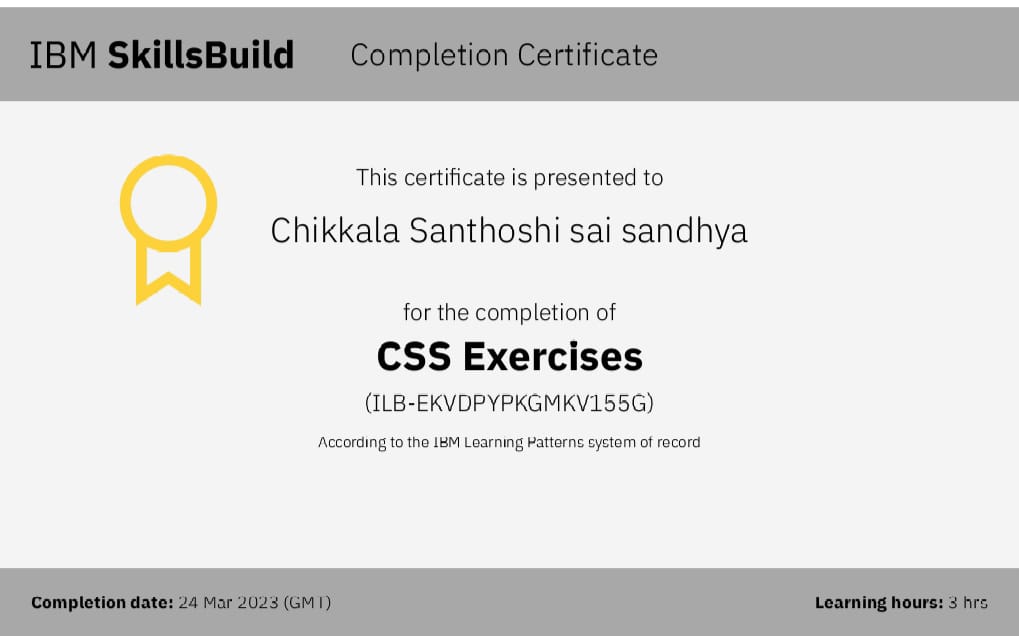 IBM SkillsBuild Completion Certificate
This certificate is presented to
Chikkala Santhoshi sai sandhya
for the completion of
CSS Exercises
(ILB-EKVDPYPKGMKV155G)
According to the IBM Learning Patterns system of record
Completion date: 24 Mar 2023 (GMT)
Learning hours: 3 hrs